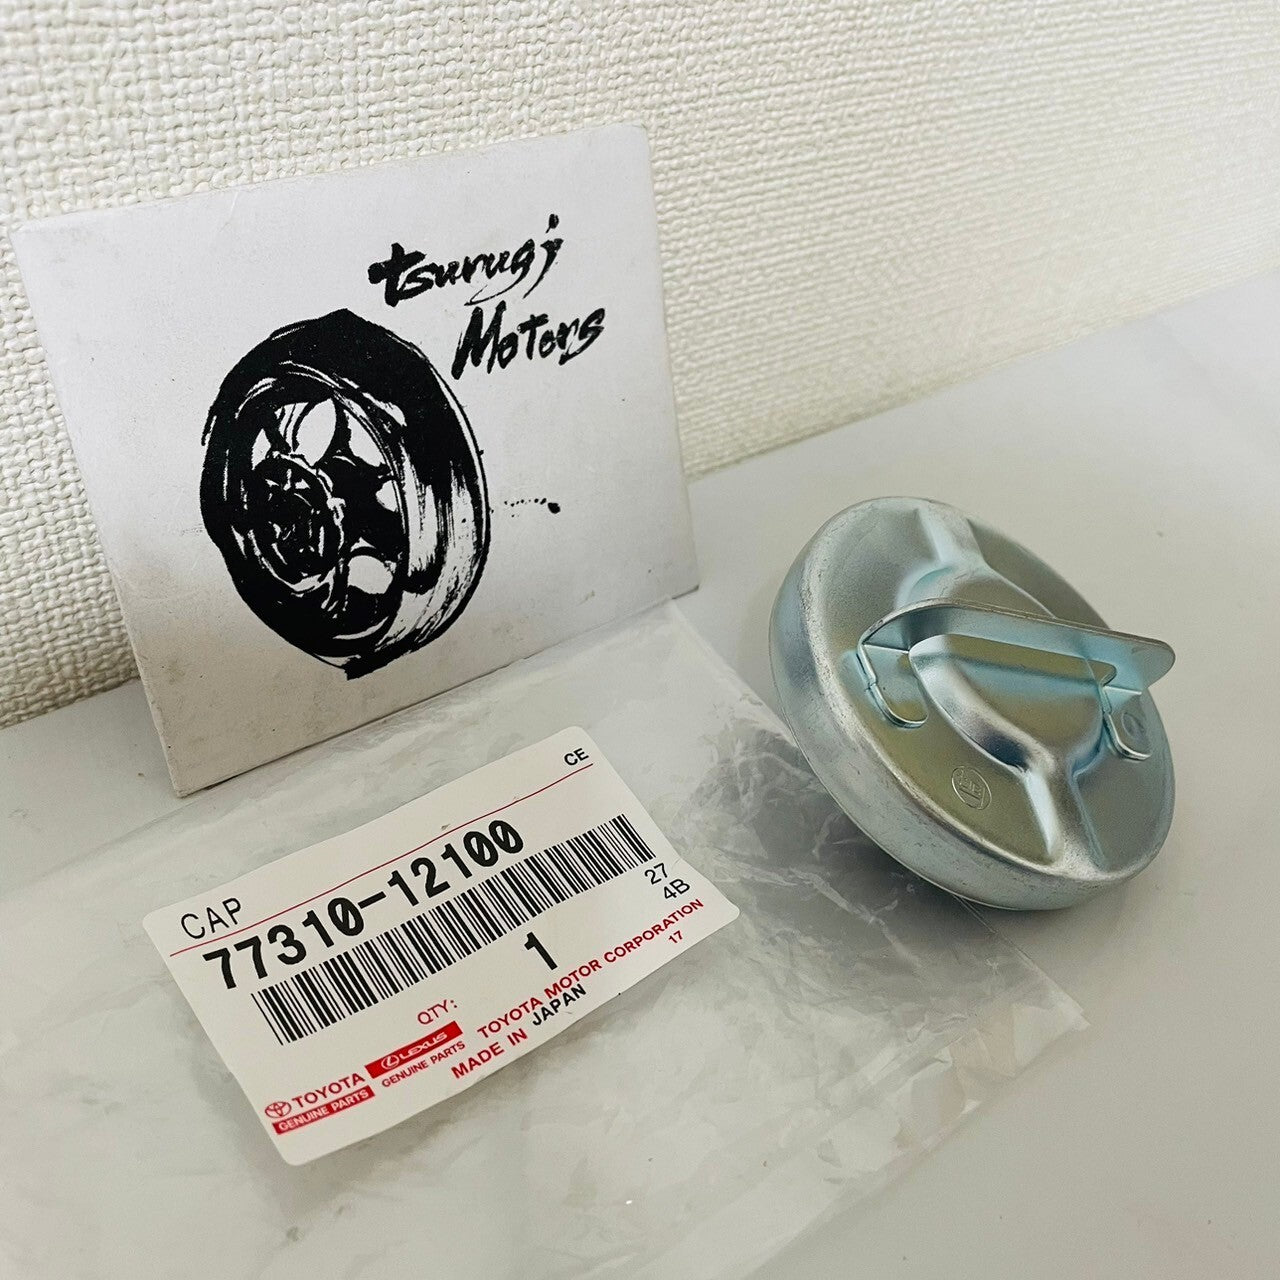 tsurugi
Motors
CE
CAP
77310-12100
27
4B
QTY:
1
TOYOTA MOTOR CORPORATION
17
MADE IN JAPAN
TOYOTA
GENUINE PARTS
LEXUS
GENUINE PARTS